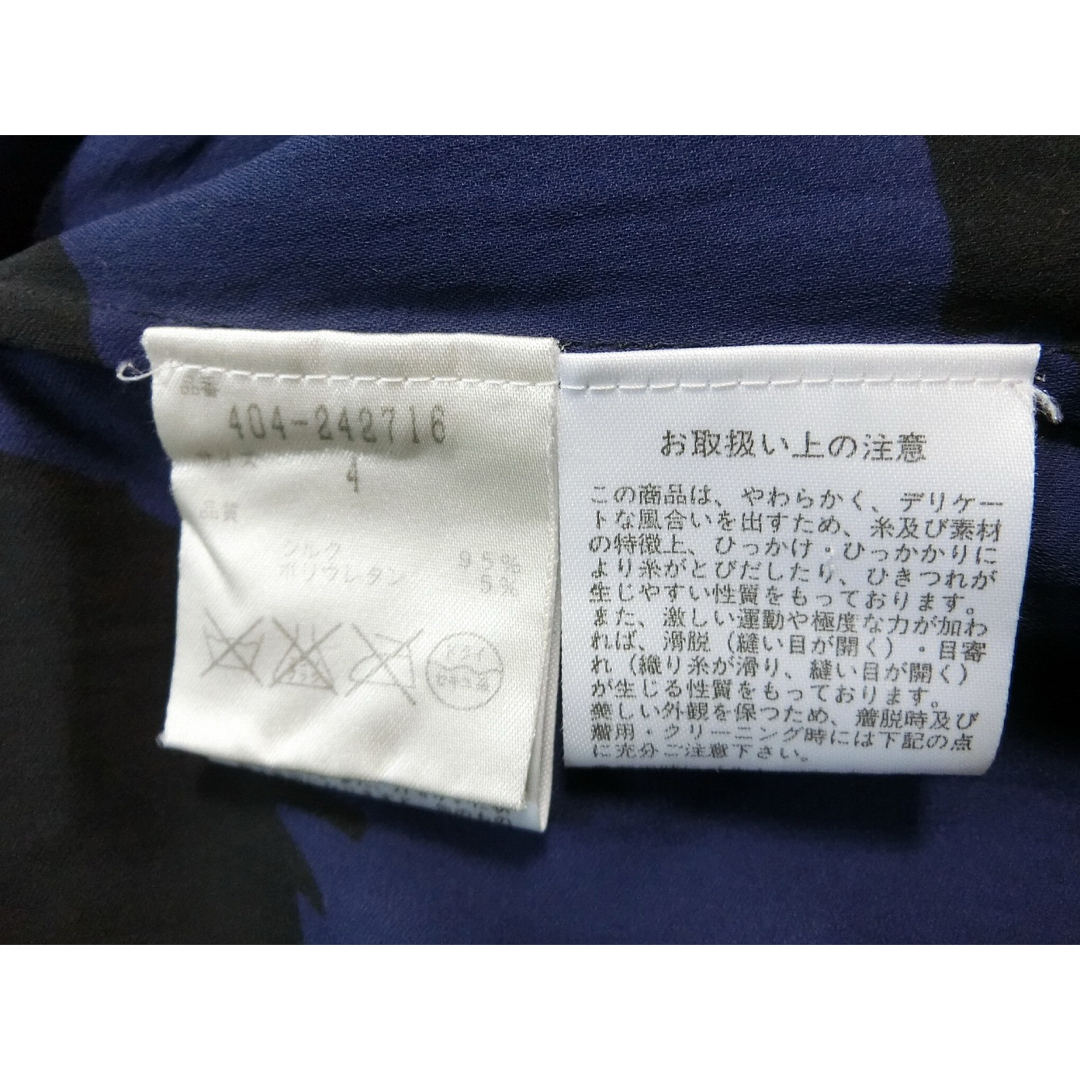 品番
404-242716
サイズ
4
品質
シルク 95%
ポリウレタン 5%
ドライ
お取扱い上の注意
この商品は、やわらかく、デリケー
トな風合いを出すため、糸及び素材
の特徴上、ひっかけ・ひっかかりに
より糸がとびだしたり、ひきつれが
生じやすい性質をもっております。
また、激しい運動や極度な力が加わ
れば、滑脱（縫い目が開く）・目寄
れ（織り糸が滑り、縫い目が開く）
が生じる性質をもっております。
美しい外観を保つため、着脱時及び
着用・クリーニング時には下記の点
に充分ご注意下さい。